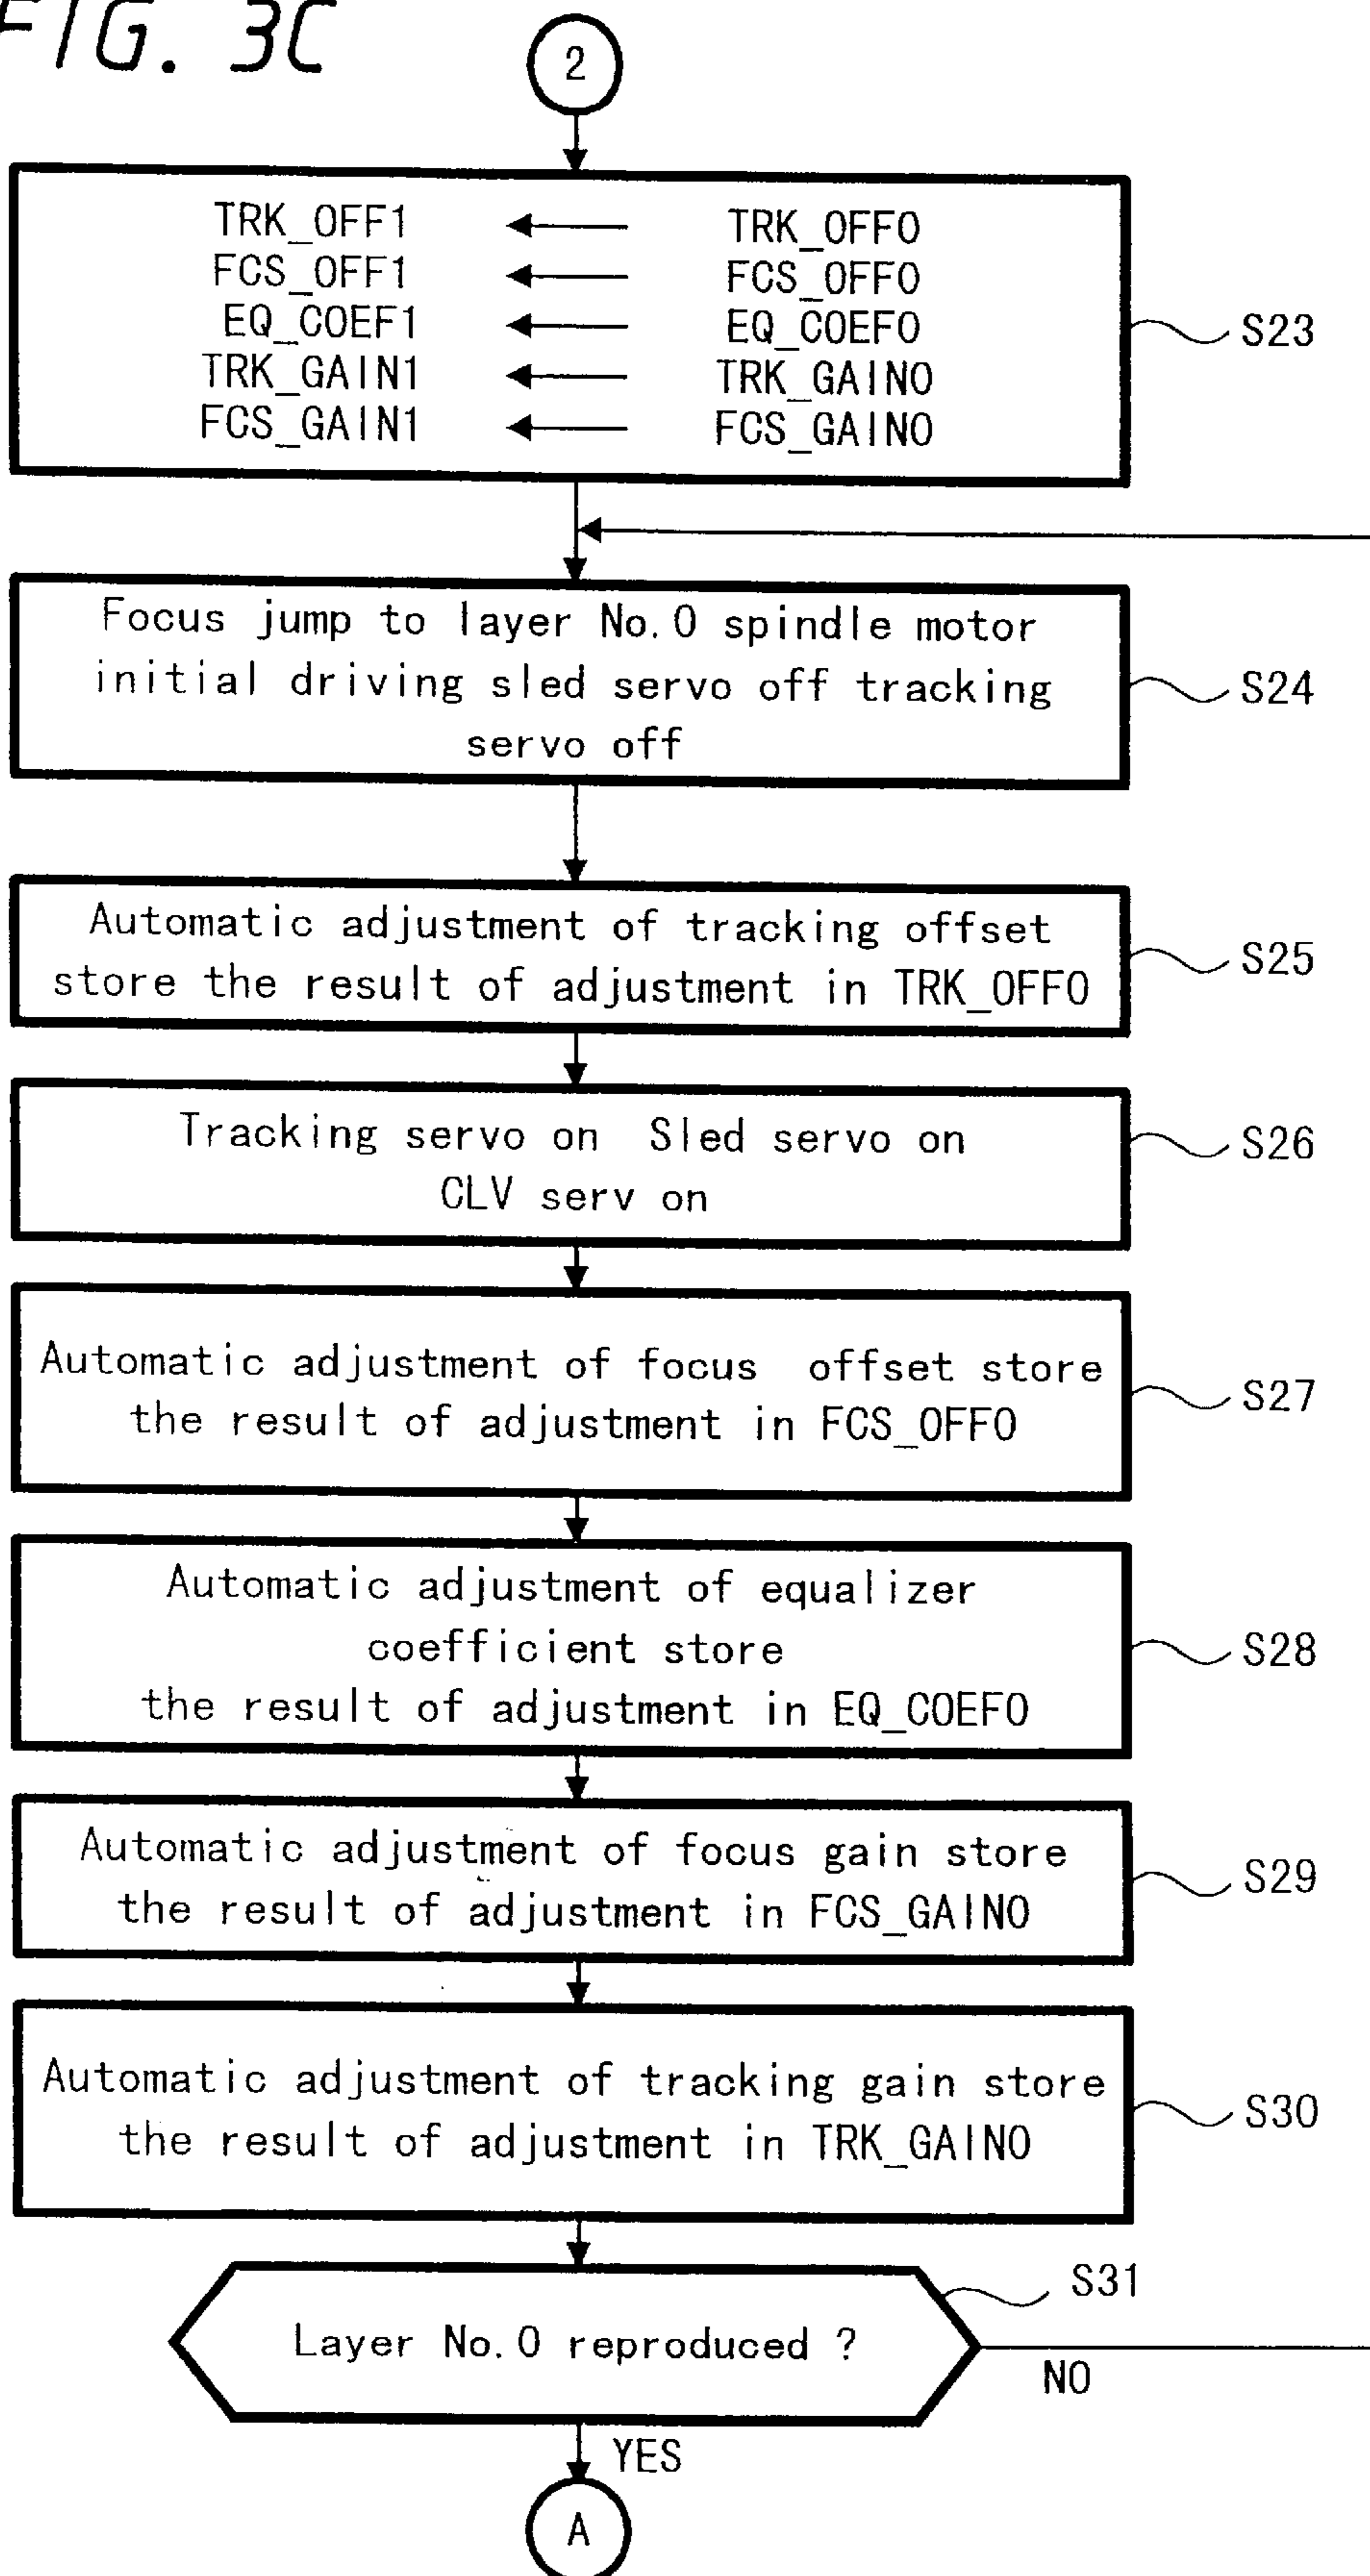 FIG. 3C
2
TRK_OFF1 ← TRK_OFF0
FCS_OFF1 ← FCS_OFF0
EQ_COEF1 ← EQ_COEF0
TRK_GAIN1 ← TRK_GAIN0
FCS_GAIN1 ← FCS_GAIN0
S23
Focus jump to layer No.0 spindle motor
initial driving sled servo off tracking
servo off
S24
Automatic adjustment of tracking offset
store the result of adjustment in TRK_OFF0
S25
Tracking servo on Sled servo on
CLV serv on
S26
Automatic adjustment of focus offset store
the result of adjustment in FCS_OFF0
S27
Automatic adjustment of equalizer
coefficient store
the result of adjustment in EQ_COEF0
S28
Automatic adjustment of focus gain store
the result of adjustment in FCS_GAIN0
S29
Automatic adjustment of tracking gain store
the result of adjustment in TRK_GAIN0
S30
S31
Layer No.0 reproduced ?
NO
YES
A